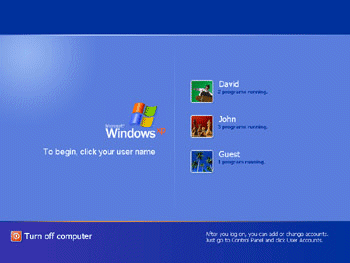 David
2 programs running.
John
3 programs running.
Microsoft
Windows xp
To begin, click your user name
Guest
1 program running.
Turn off computer
After you log on, you can add or change accounts.
Just go to Control Panel and click User Accounts.